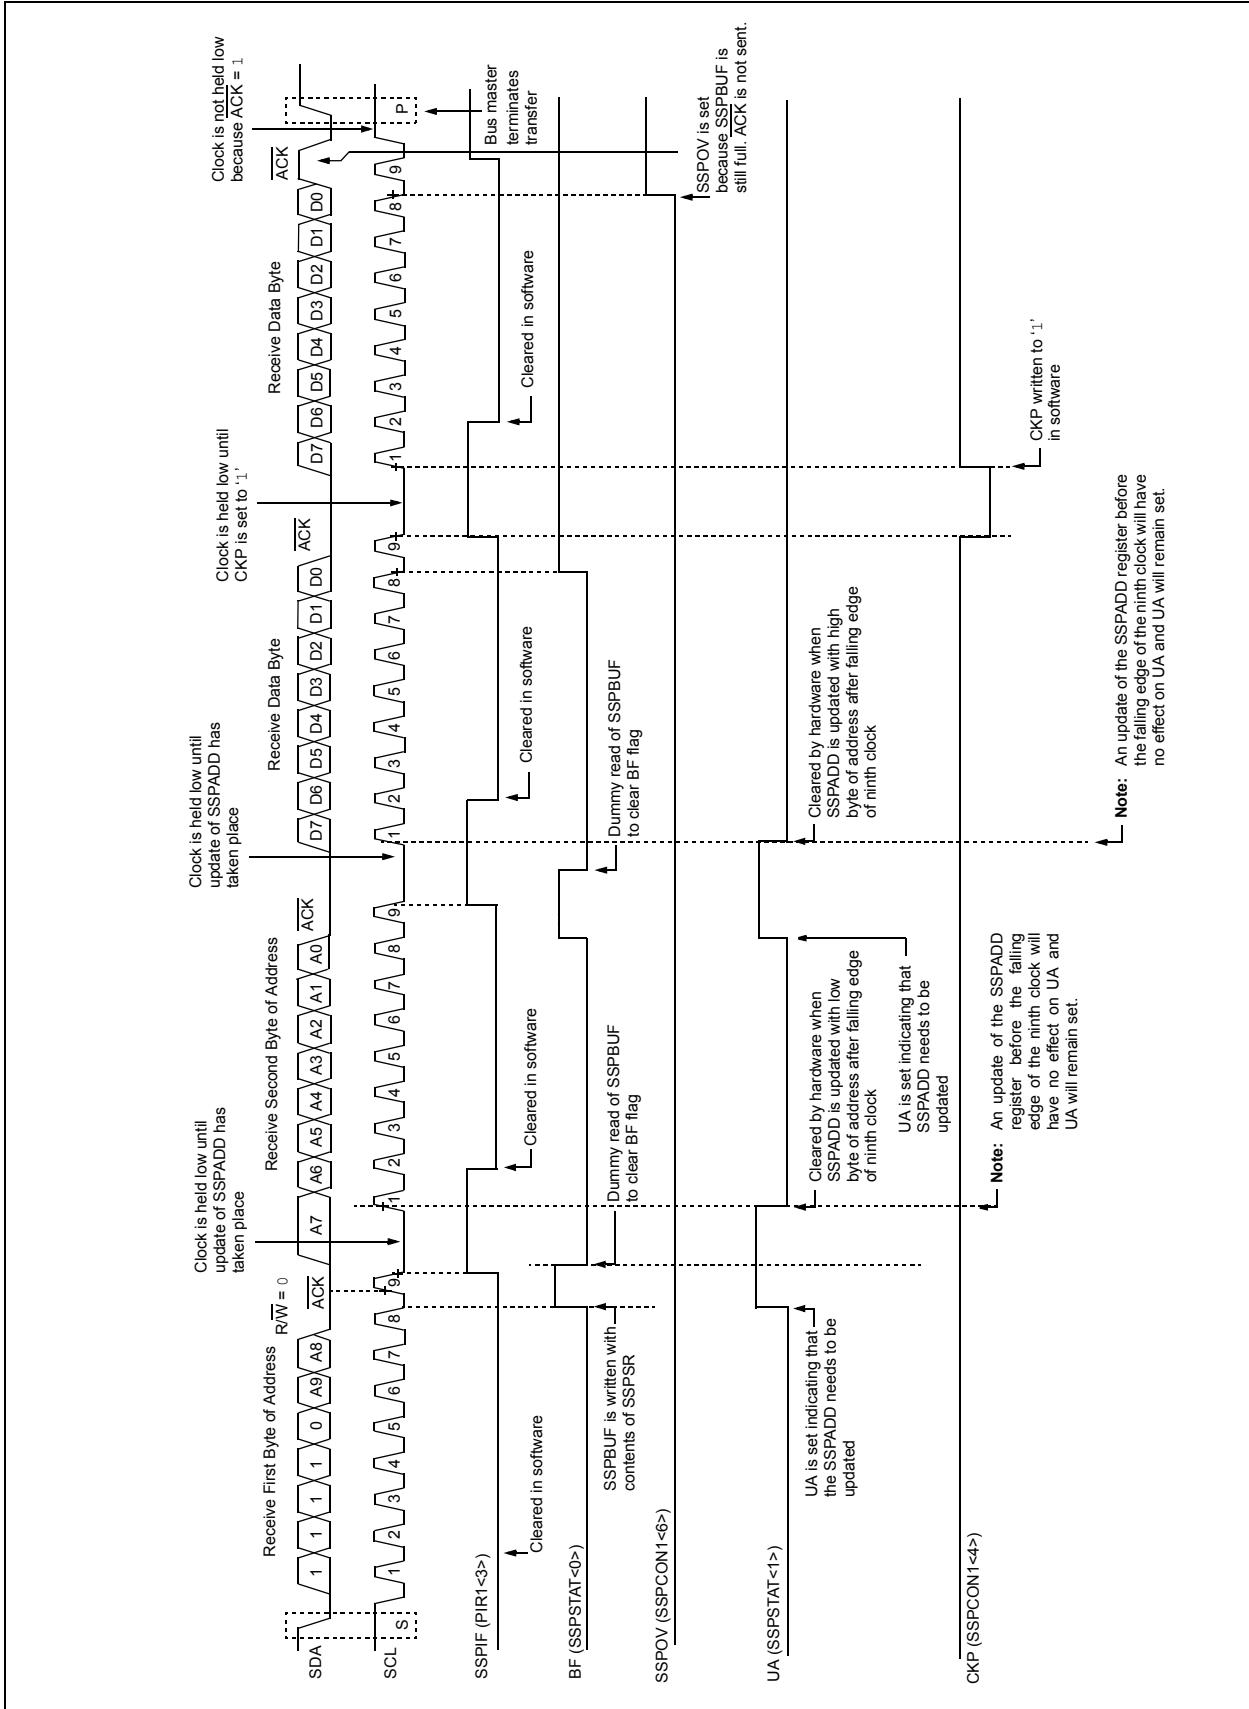 Receive First Byte of Address
R/W = 0
Clock is held low until
update of SSPADD has
taken place
Receive Second Byte of Address
Clock is held low until
update of SSPADD has
taken place
Receive Data Byte
Clock is held low until
CKP is set to ‘1’
Receive Data Byte
Clock is not held low
because ACK = 1
SDA
1 1 1 1 0 A9 A8 ACK A7 A6 A5 A4 A3 A2 A1 A0 ACK D7 D6 D5 D4 D3 D2 D1 D0 ACK D7 D6 D5 D4 D3 D2 D1 D0 ACK
SCL
S 1 2 3 4 5 6 7 8 9 1 2 3 4 5 6 7 8 9 1 2 3 4 5 6 7 8 9 1 2 3 4 5 6 7 8 9 P
Bus master
terminates
transfer
SSPIF (PIR1<3>)
Cleared in software
Cleared in software
Cleared in software
Cleared in software
BF (SSPSTAT<0>)
SSPBUF is written with
contents of SSPSR
Dummy read of SSPBUF
to clear BF flag
Dummy read of SSPBUF
to clear BF flag
SSPOV (SSPCON1<6>)
SSPOV is set
because SSPBUF is
still full. ACK is not sent.
UA (SSPSTAT<1>)
UA is set indicating that
the SSPADD needs to be
updated
Cleared by hardware when
SSPADD is updated with low
byte of address after falling edge
of ninth clock
UA is set indicating that
SSPADD needs to be
updated
Cleared by hardware when
SSPADD is updated with high
byte of address after falling edge
of ninth clock
CKP (SSPCON1<4>)
CKP written to ‘1’
in software
Note: An update of the SSPADD
register before the falling
edge of the ninth clock will
have no effect on UA and
UA will remain set.
Note: An update of the SSPADD register before
the falling edge of the ninth clock will have
no effect on UA and UA will remain set.